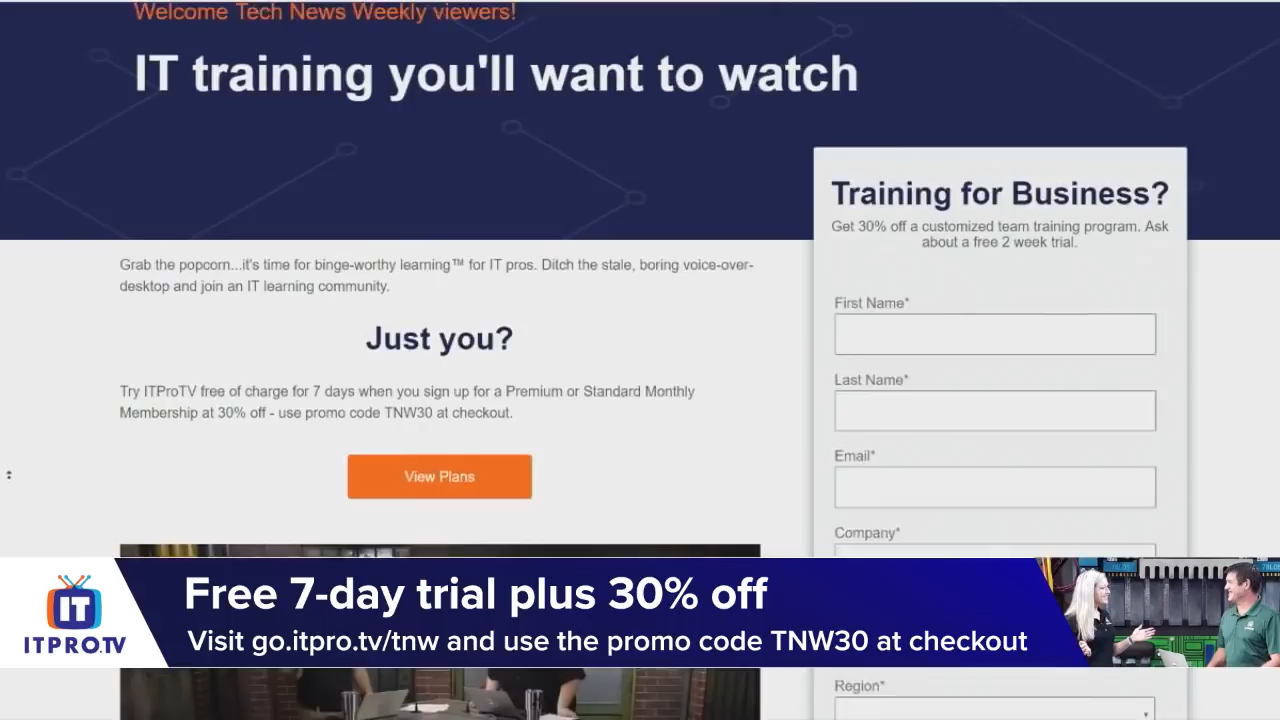 Welcome Tech News Weekly viewers!
IT training you'll want to watch
Grab the popcorn...it's time for binge-worthy learning™ for IT pros. Ditch the stale, boring voice-over-
desktop and join an IT learning community.
Just you?
Try ITProTV free of charge for 7 days when you sign up for a Premium or Standard Monthly
Membership at 30% off - use promo code TNW30 at checkout.
View Plans
Training for Business?
Get 30% off a customized team training program. Ask
about a free 2 week trial.
First Name*
Last Name*
Email*
Company*
Region*
IT
ITPRO.TV
Free 7-day trial plus 30% off
Visit go.itpro.tv/tnw and use the promo code TNW30 at checkout